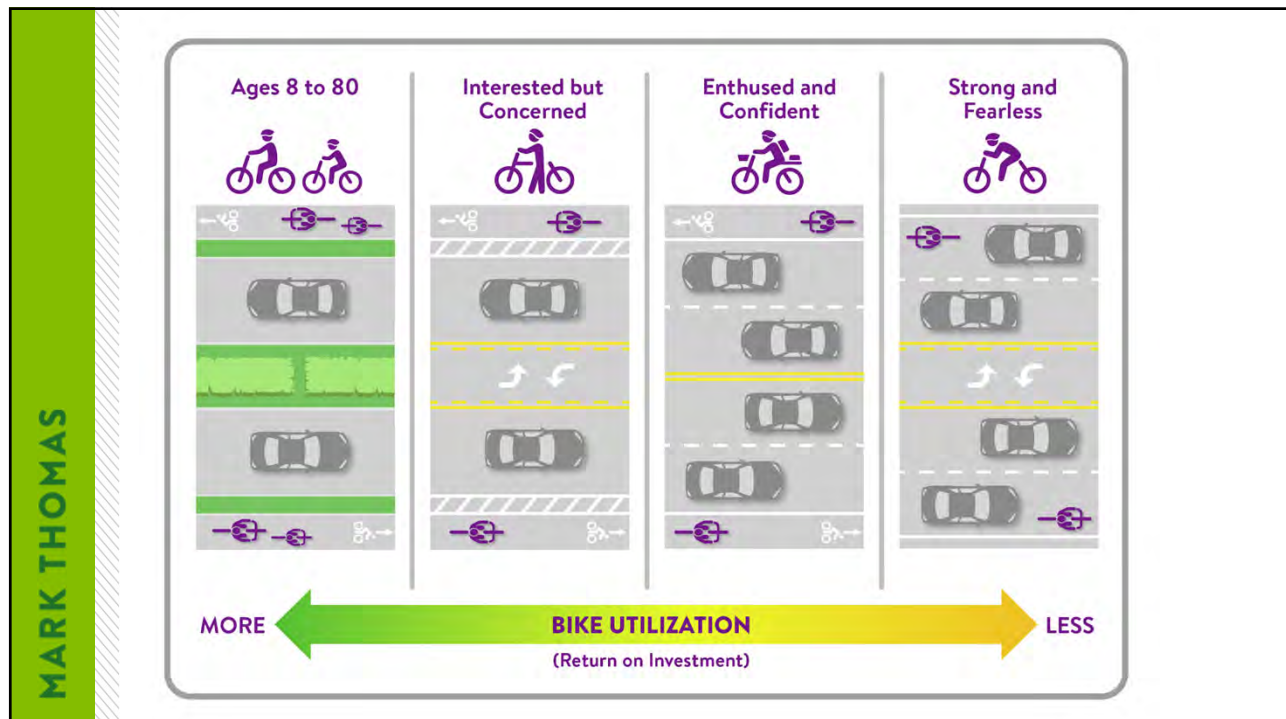 MARK THOMAS
Ages 8 to 80
Interested but
Concerned
Enthused and
Confident
Strong and
Fearless
MORE
BIKE UTILIZATION
LESS
(Return on Investment)